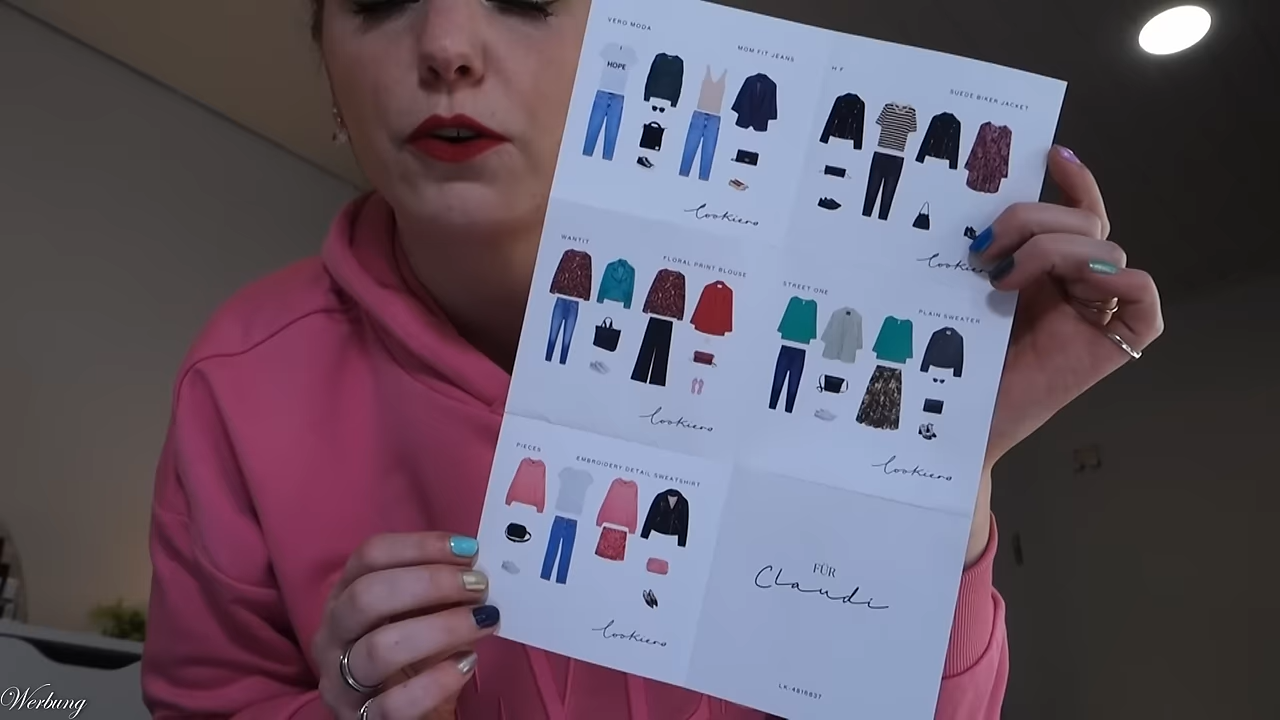 VERO MODA
MOM FIT JEANS
HOPE
lookiero
H F
SUEDE BIKER JACKET
lookiero
WANTIT
FLORAL PRINT BLOUSE
lookiero
STREET ONE
PLAIN SWEATER
lookiero
PIECES
EMBROIDERY DETAIL SWEATSHIRT
lookiero
FÜR
Claudi
LK-4816837
Werbung